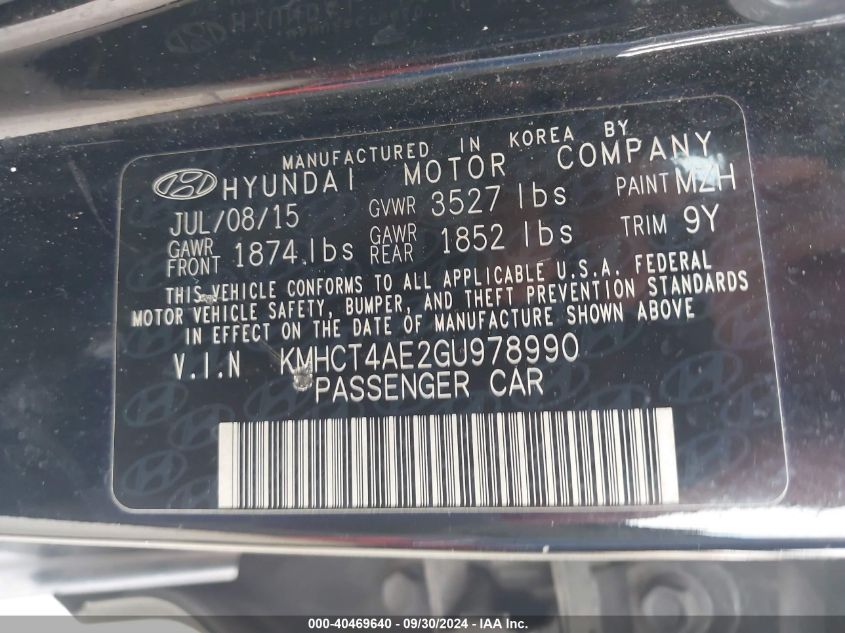 MANUFACTURED IN KOREA BY
HYUNDAI MOTOR COMPANY
JUL/08/15 GVWR 3527 lbs PAINT MZH
GAWR FRONT 1874 lbs GAWR REAR 1852 lbs TRIM 9Y
THIS VEHICLE CONFORMS TO ALL APPLICABLE U.S.A. FEDERAL
MOTOR VEHICLE SAFETY, BUMPER, AND THEFT PREVENTION STANDARDS
IN EFFECT ON THE DATE OF MANUFACTURE SHOWN ABOVE
V.I.N KMHCT4AE2GU978990
PASSENGER CAR
000-40469640 - 09/30/2024 - IAA Inc.